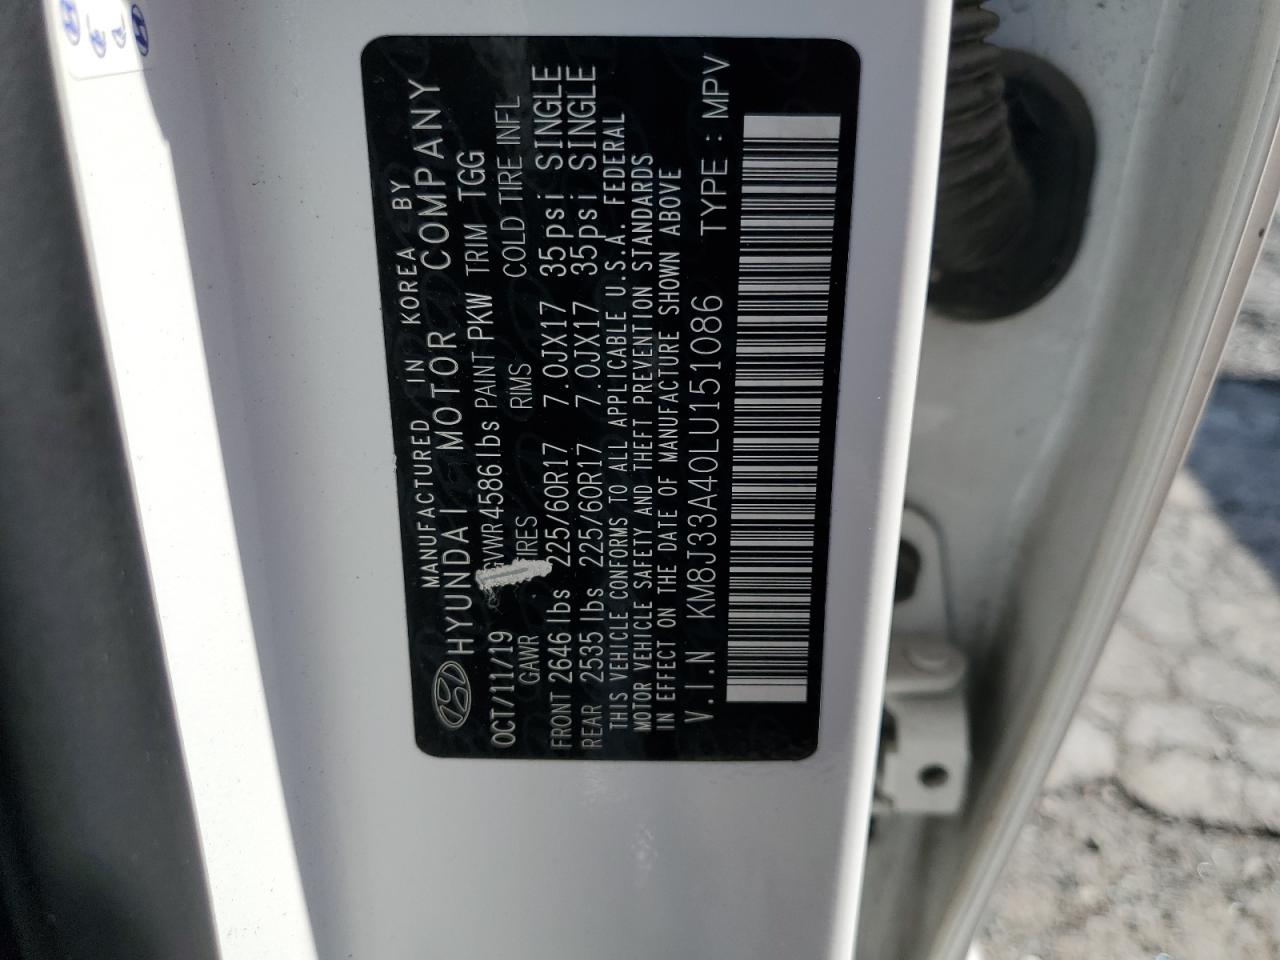 MANUFACTURED IN KOREA BY
HYUNDAI MOTOR COMPANY
OCT/11/19 GVWR 4586lbs PAINT PKW TRIM TGG
GAWR TIRES RIMS COLD TIRE INFL
FRONT 2646 lbs 225/60R17 7.0JX17 35psi SINGLE
REAR 2535 lbs 225/60R17 7.0JX17 35psi SINGLE
THIS VEHICLE CONFORMS TO ALL APPLICABLE U.S.A. FEDERAL
MOTOR VEHICLE SAFETY AND THEFT PREVENTION STANDARDS
IN EFFECT ON THE DATE OF MANUFACTURE SHOWN ABOVE
V.I.N KM8J33A40LU151086 TYPE : MPV